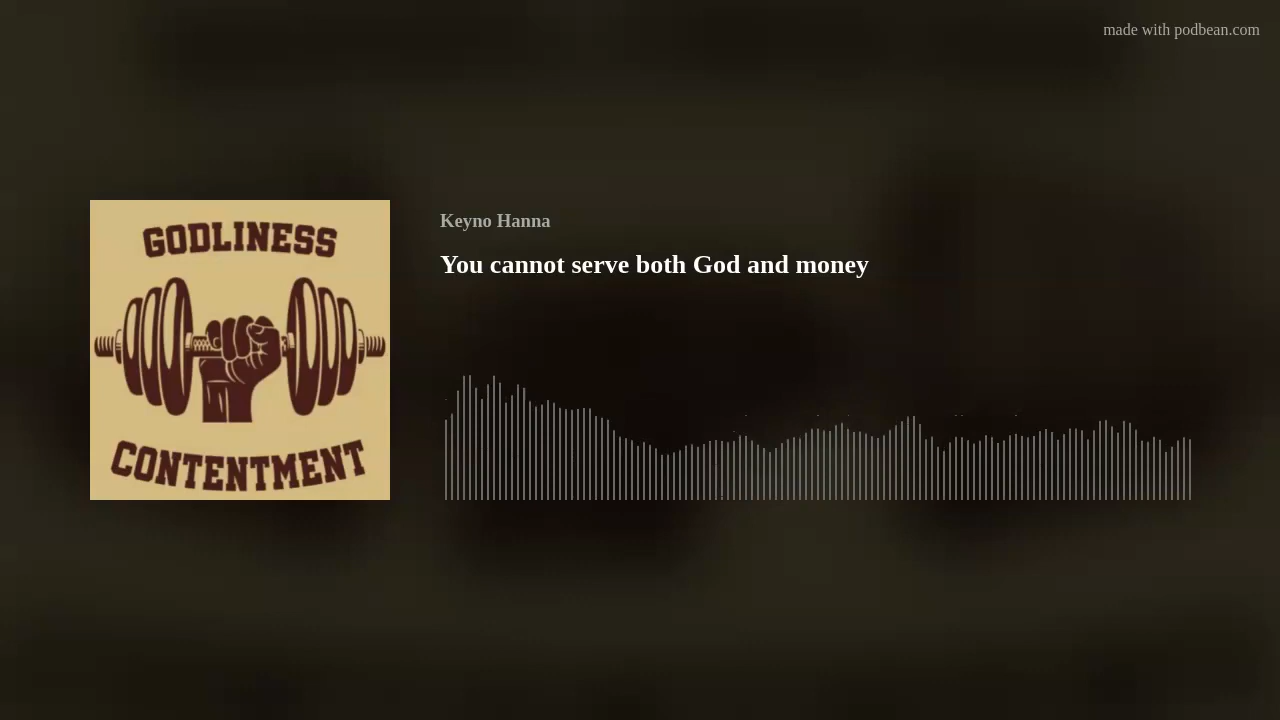 made with podbean.com
GODLINESS
CONTENTMENT
Keyno Hanna
You cannot serve both God and money